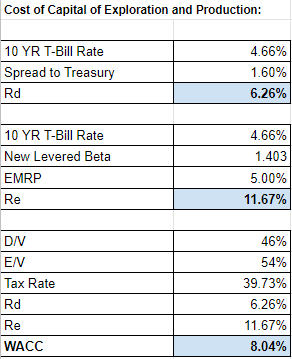 Cost of Capital of Exploration and Production:
10 YR T-Bill Rate 4.66%
Spread to Treasury 1.60%
Rd 6.26%
10 YR T-Bill Rate 4.66%
New Levered Beta 1.403
EMRP 5.00%
Re 11.67%
D/V 46%
E/V 54%
Tax Rate 39.73%
Rd 6.26%
Re 11.67%
WACC 8.04%